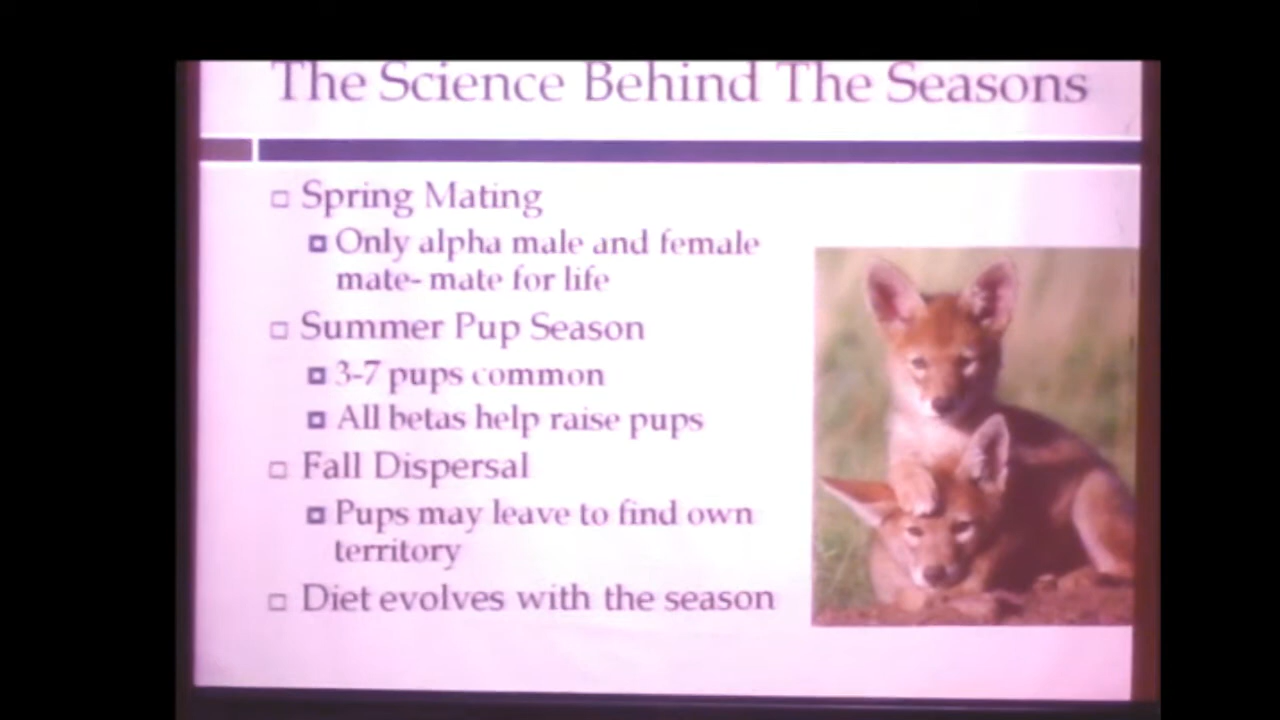 The Science Behind The Seasons
Spring Mating
Only alpha male and female
mate- mate for life
Summer Pup Season
3-7 pups common
All betas help raise pups
Fall Dispersal
Pups may leave to find own
territory
Diet evolves with the season